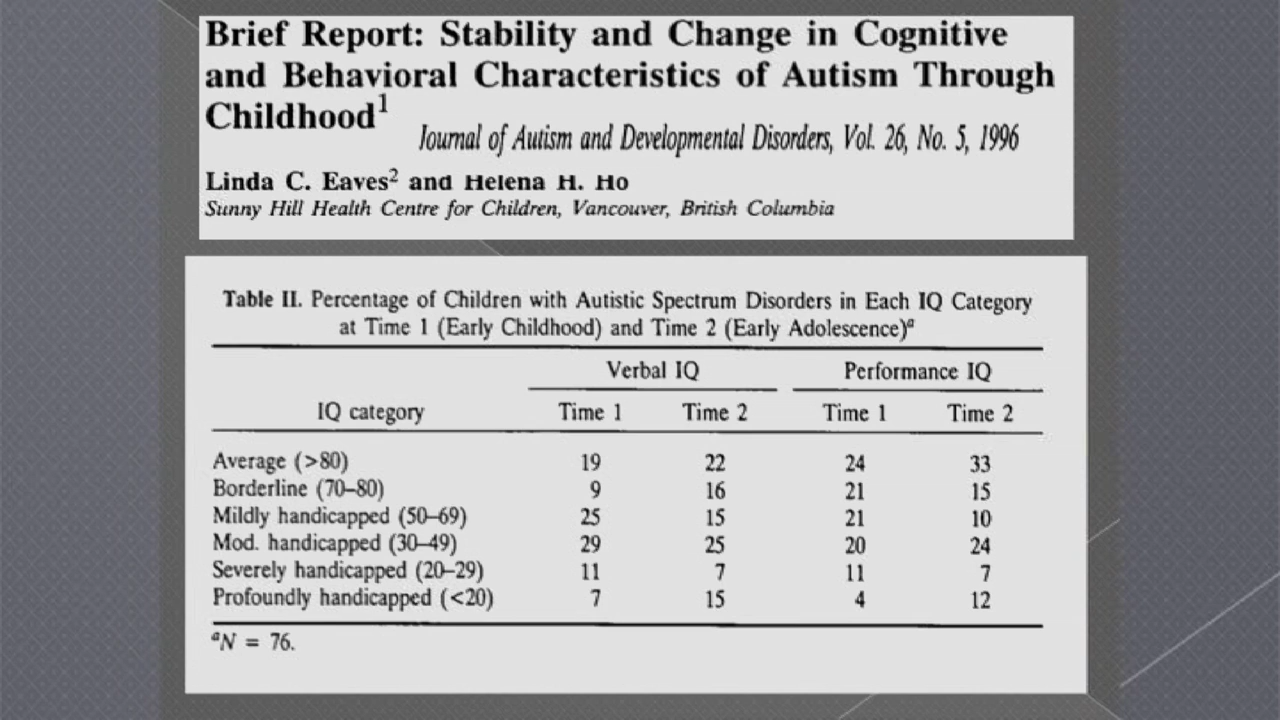 Brief Report: Stability and Change in Cognitive
and Behavioral Characteristics of Autism Through
Childhood¹
Journal of Autism and Developmental Disorders, Vol. 26, No. 5, 1996
Linda C. Eaves² and Helena H. Ho
Sunny Hill Health Centre for Children, Vancouver, British Columbia
Table II. Percentage of Children with Autistic Spectrum Disorders in Each IQ Category
at Time 1 (Early Childhood) and Time 2 (Early Adolescence)ᵃ
Verbal IQ Performance IQ
IQ category Time 1 Time 2 Time 1 Time 2
Average (>80) 19 22 24 33
Borderline (70–80) 9 16 21 15
Mildly handicapped (50–69) 25 15 21 10
Mod. handicapped (30–49) 29 25 20 24
Severely handicapped (20–29) 11 7 11 7
Profoundly handicapped (<20) 7 15 4 12
ᵃN = 76.